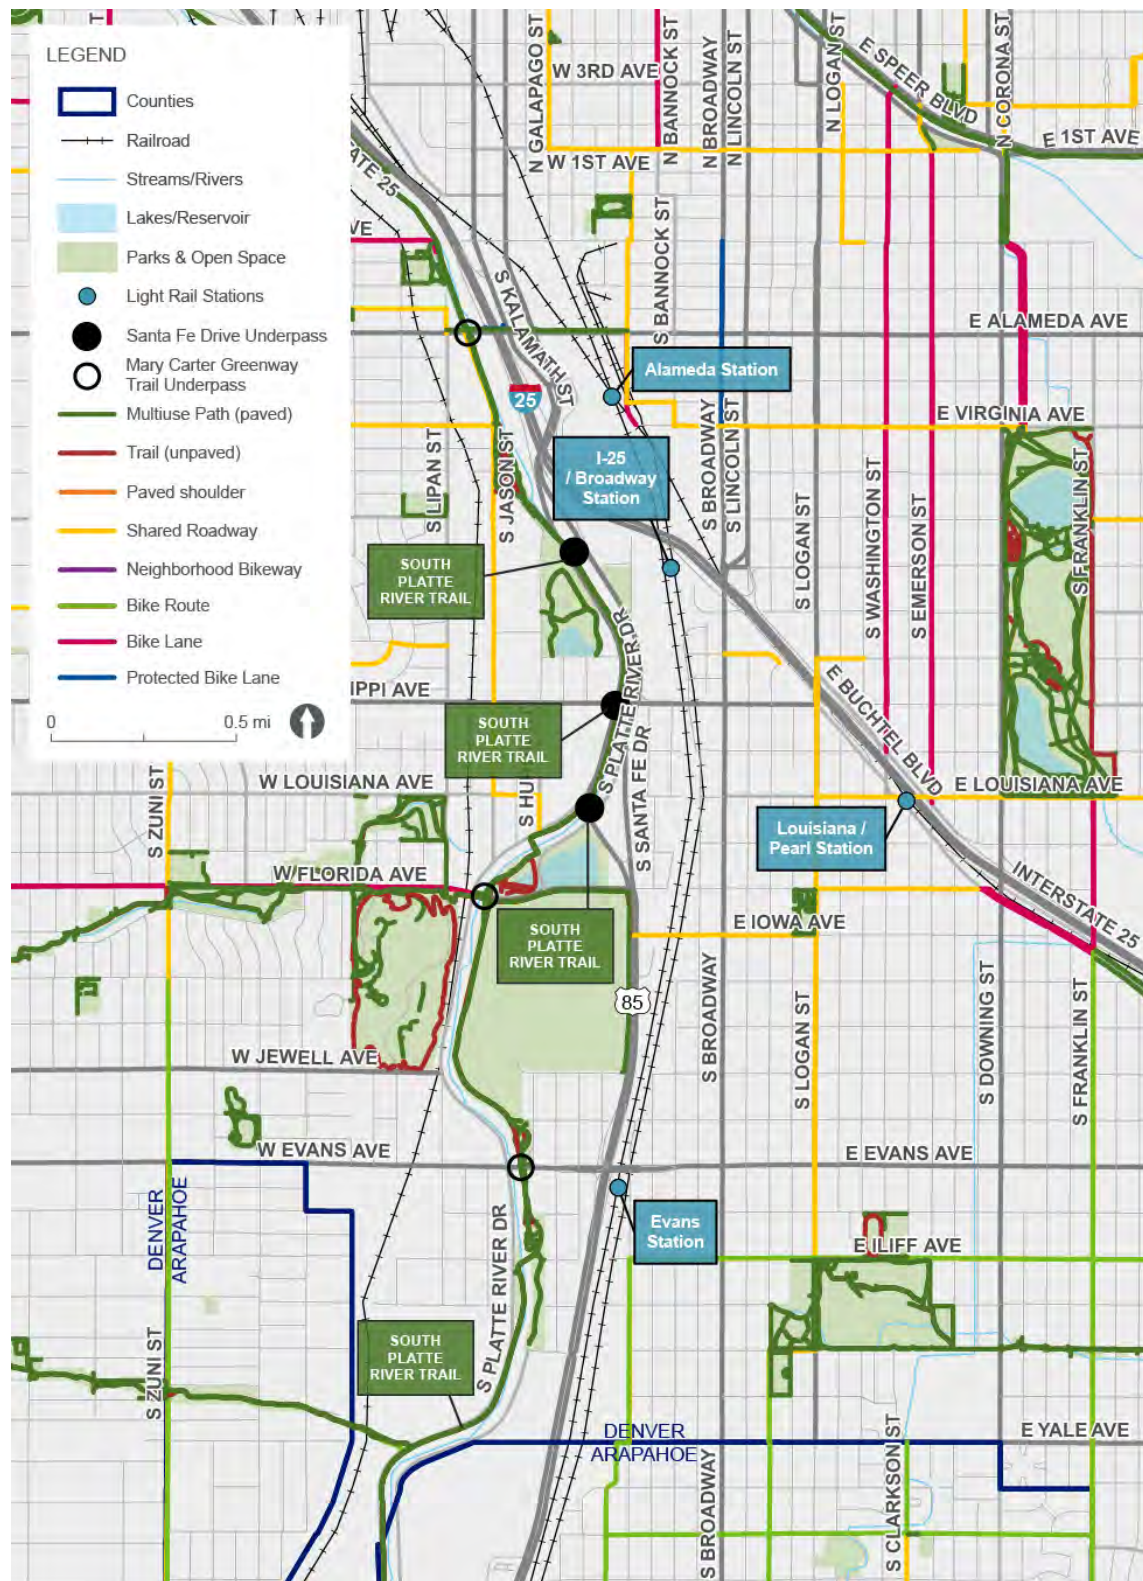 LEGEND
Counties
Railroad
Streams/Rivers
Lakes/Reservoir
Parks & Open Space
Light Rail Stations
Santa Fe Drive Underpass
Mary Carter Greenway
Trail Underpass
Multiuse Path (paved)
Trail (unpaved)
Paved shoulder
Shared Roadway
Neighborhood Bikeway
Bike Route
Bike Lane
Protected Bike Lane
0 0.5 mi
N GALAPAGO ST
W 3RD AVE
N BANNOCK ST
N BROADWAY
N LINCOLN ST
N LOGAN ST
E SPEER BLVD
N CORONA ST
E 1ST AVE
W 1ST AVE
TATE 25
VE
S KALAMATH ST
S BANNOCK ST
E ALAMEDA AVE
Alameda Station
25
E VIRGINIA AVE
I-25
/ Broadway
Station
S LIPAN ST
S JASON ST
S BROADWAY
S LINCOLN ST
S LOGAN ST
S WASHINGTON ST
S EMERSON ST
S FRANKLIN ST
SOUTH
PLATTE
RIVER TRAIL
S PLATTE RIVER DR
IPPI AVE
SOUTH
PLATTE
RIVER TRAIL
S SANTA FE DR
E BUCHTEL BLVD
S ZUNI ST
W LOUISIANA AVE
S HU
E LOUISIANA AVE
Louisiana /
Pearl Station
W FLORIDA AVE
INTERSTATE 25
SOUTH
PLATTE
RIVER TRAIL
E IOWA AVE
85
S BROADWAY
S LOGAN ST
S DOWNING ST
S FRANKLIN ST
W JEWELL AVE
W EVANS AVE
E EVANS AVE
DENVER
ARAPAHOE
S PLATTE RIVER DR
Evans
Station
E ILIFF AVE
S ZUNI ST
SOUTH
PLATTE
RIVER TRAIL
DENVER
ARAPAHOE
S BROADWAY
S CLARKSON ST
E YALE AVE